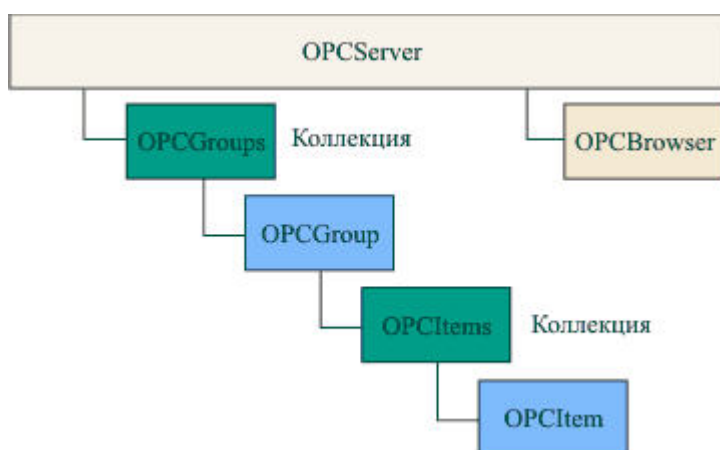 OPCServer
OPCGroups Коллекция
OPCBrowser
OPCGroup
OPCItems Коллекция
OPCItem